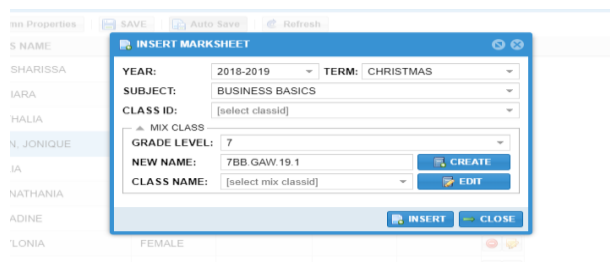 mn Properties SAVE Auto Save Refresh
S NAME
INSERT MARKSHEET
SHARISSA
YEAR: 2018-2019 TERM: CHRISTMAS
IARA
SUBJECT: BUSINESS BASICS
CLASS ID: [select classid]
HALIA
MIX CLASS
N, JONIQUE
GRADE LEVEL: 7
IA
NEW NAME: 7BB.GAW.19.1 CREATE
NATHANIA
CLASS NAME: [select mix classid] EDIT
ADINE
INSERT CLOSE
LONIA FEMALE